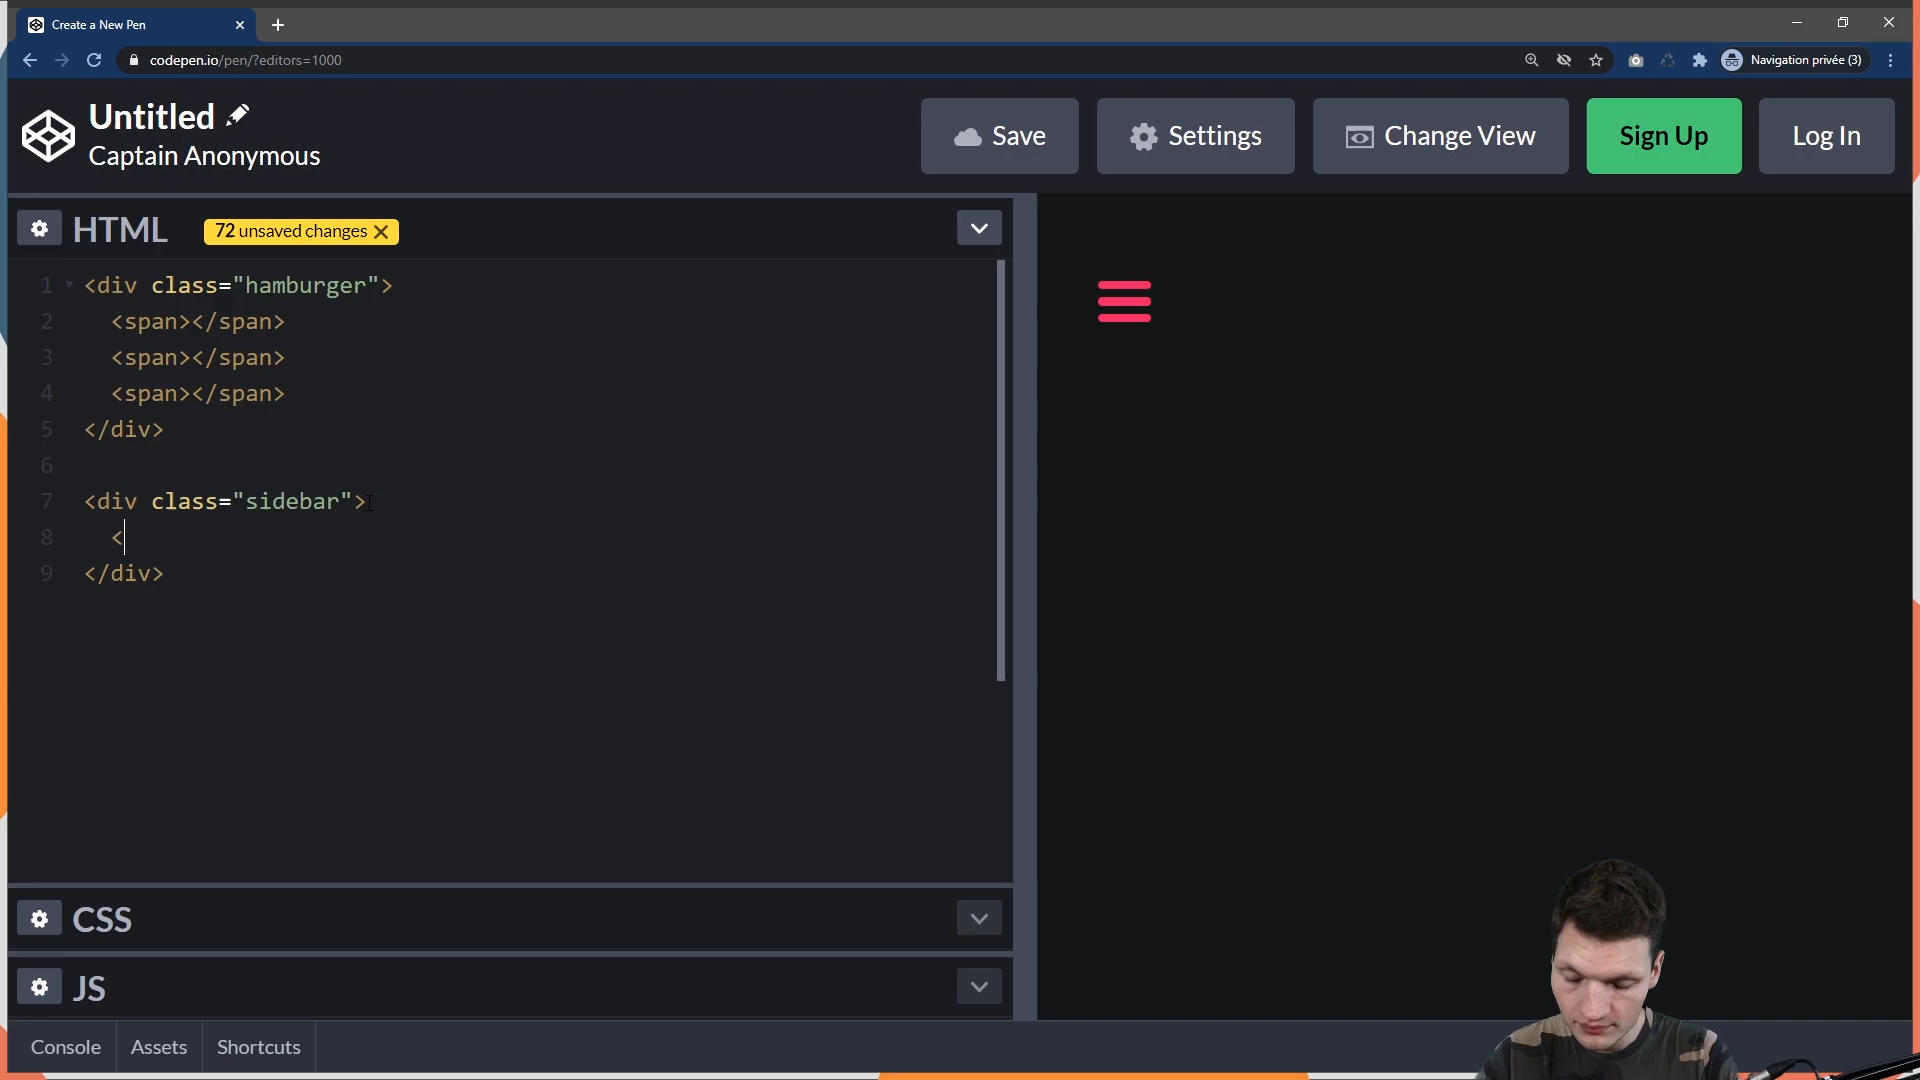 Create a New Pen
codepen.io/pen/?editors=1000
Navigation privée (3)
Untitled
Captain Anonymous
Save
Settings
Change View
Sign Up
Log In
HTML
72 unsaved changes
1 <div class="hamburger">
2 <span></span>
3 <span></span>
4 <span></span>
5 </div>
6
7 <div class="sidebar">
8 <
9 </div>
CSS
JS
Console
Assets
Shortcuts